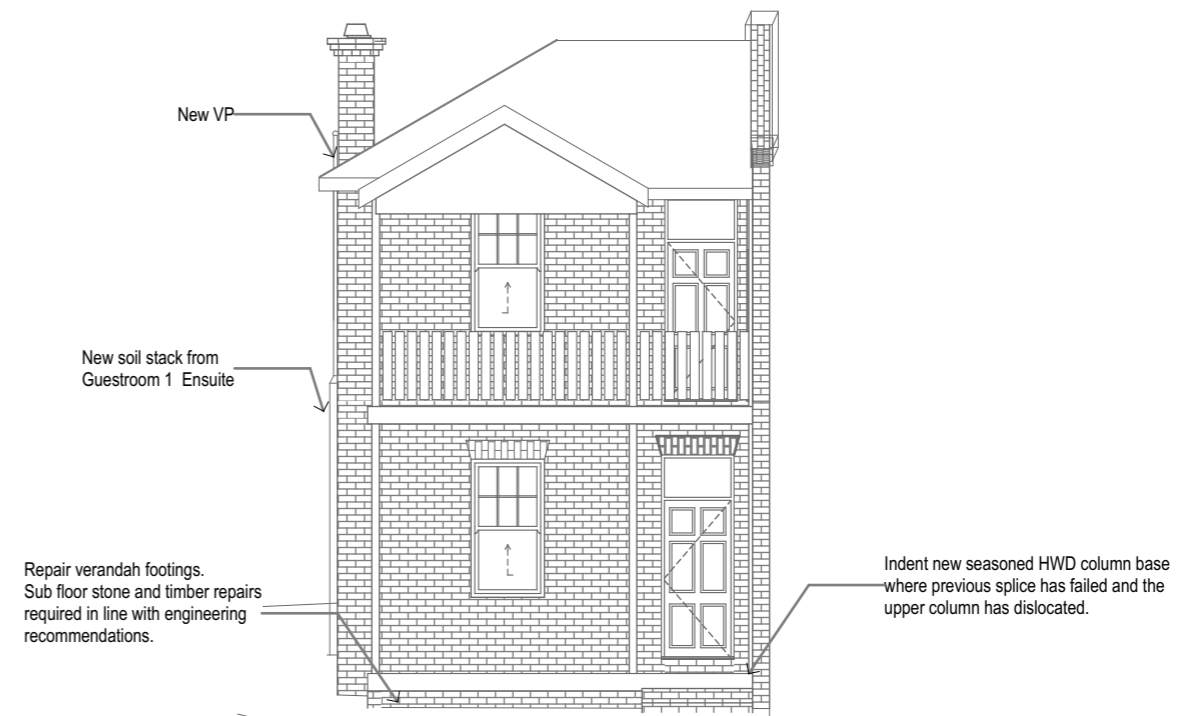 New VP
New soil stack from
Guestroom 1 Ensuite
Repair verandah footings.
Sub floor stone and timber repairs
required in line with engineering
recommendations.
Indent new seasoned HWD column base
where previous splice has failed and the
upper column has dislocated.